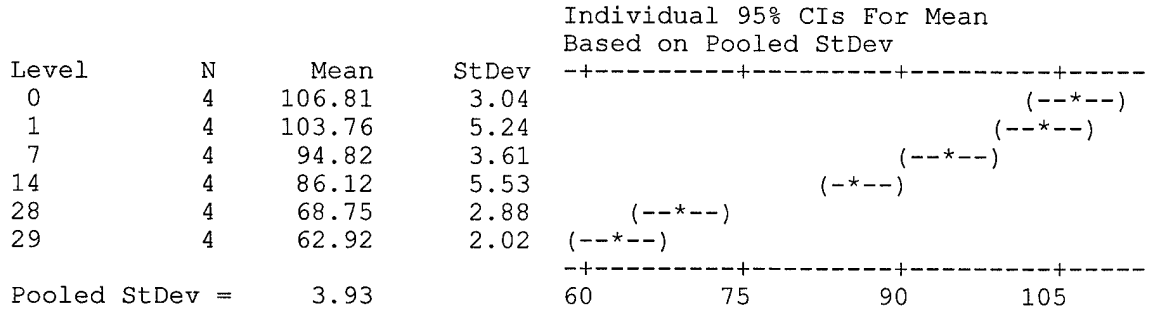 Individual 95% CIs For Mean
Based on Pooled StDev
Level N Mean StDev -+---------+---------+---------+-----
0 4 106.81 3.04 (--*--)
1 4 103.76 5.24 (--*--)
7 4 94.82 3.61 (--*--)
14 4 86.12 5.53 (-*--)
28 4 68.75 2.88 (--*--)
29 4 62.92 2.02 (--*--)
-+---------+---------+---------+-----
Pooled StDev = 3.93 60 75 90 105